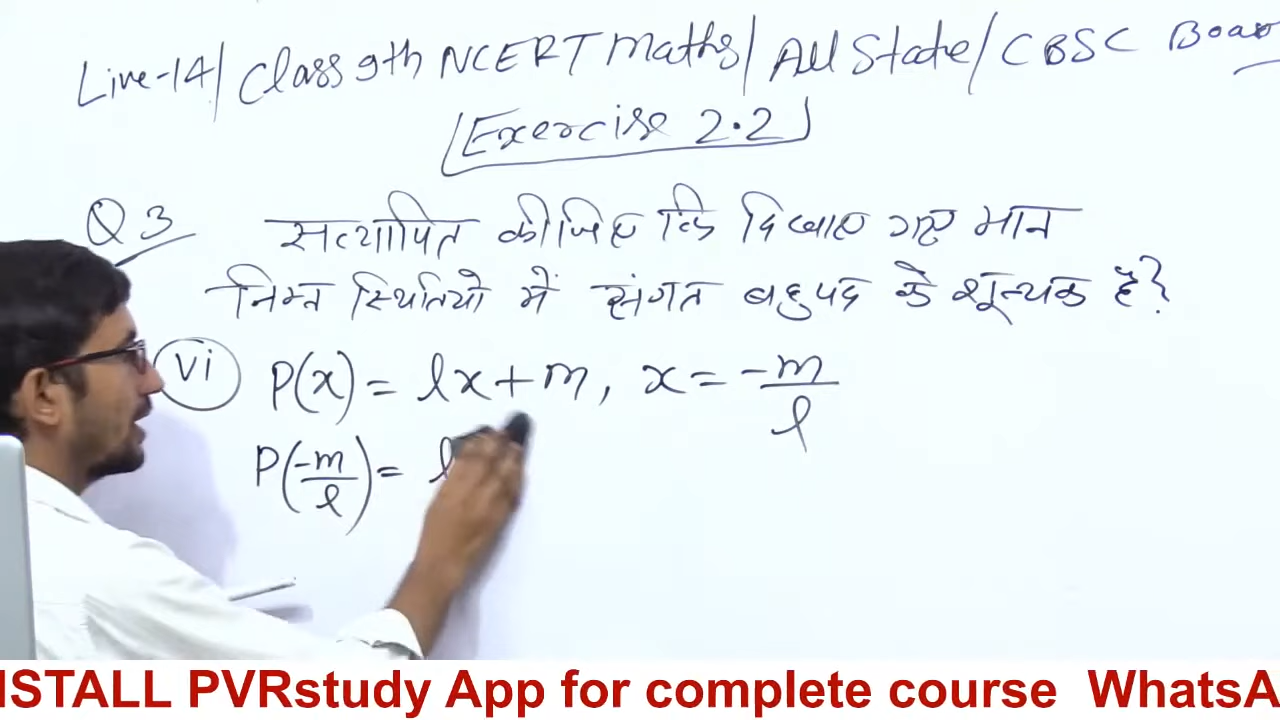 Live-14/ Class 9th NCERT Maths/ All State/ CBSC Boar
Exercise 2.2
Q 3 सत्यापित कीजिए कि दिखाए गए मान
निम्न स्थितियो में संगत बहुपद के शून्यक है?
vi P(x) = lx+m, x = -m/l
P(-m/l) = l
NSTALL PVRstudy App for complete course WhatsA